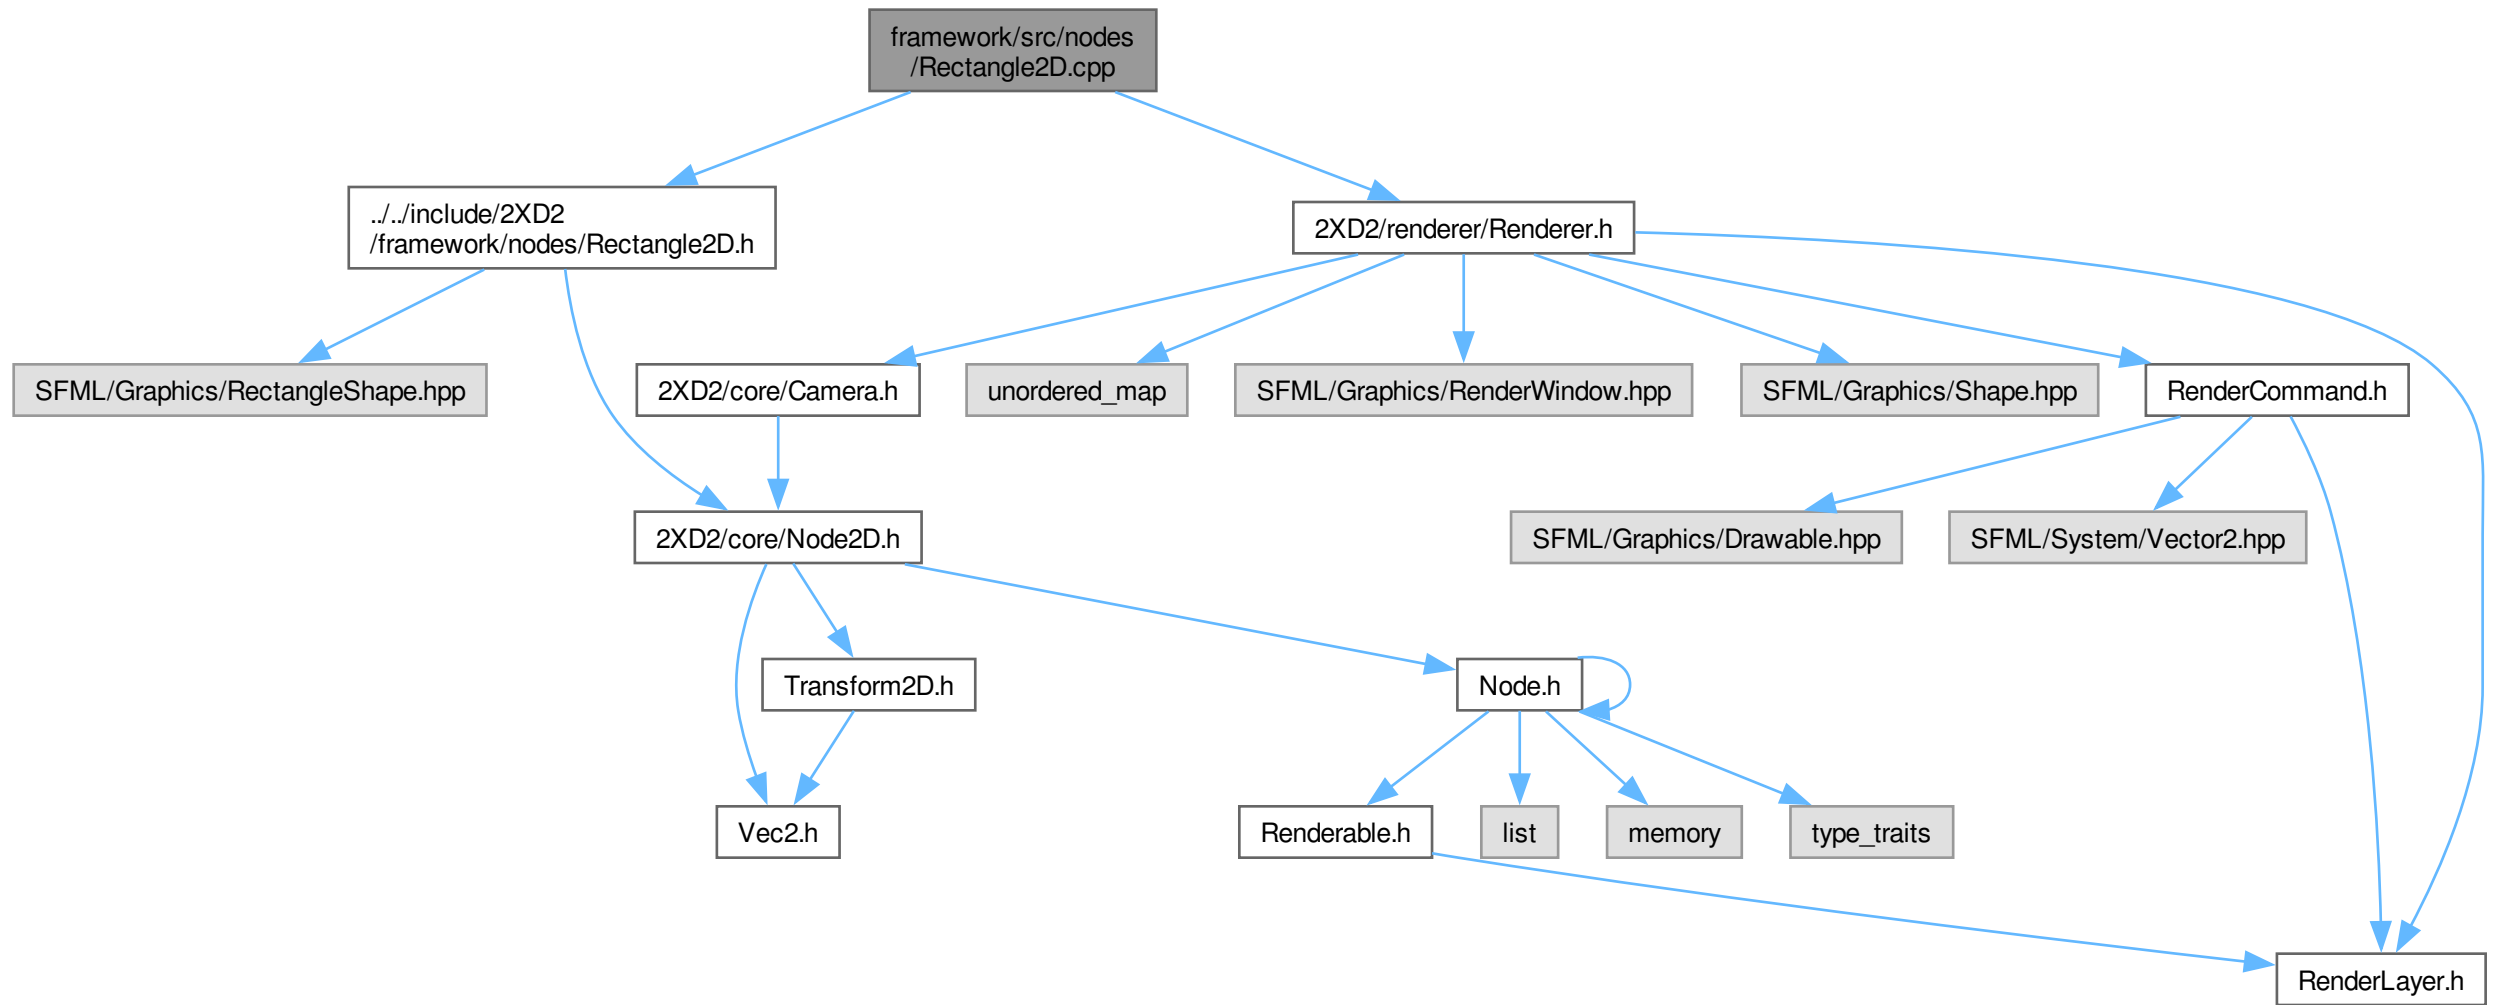 framework/src/nodes
/Rectangle2D.cpp
../../include/2XD2
/framework/nodes/Rectangle2D.h
2XD2/renderer/Renderer.h
SFML/Graphics/RectangleShape.hpp
2XD2/core/Camera.h
unordered_map
SFML/Graphics/RenderWindow.hpp
SFML/Graphics/Shape.hpp
RenderCommand.h
2XD2/core/Node2D.h
SFML/Graphics/Drawable.hpp
SFML/System/Vector2.hpp
Transform2D.h
Node.h
Vec2.h
Renderable.h
list
memory
type_traits
RenderLayer.h